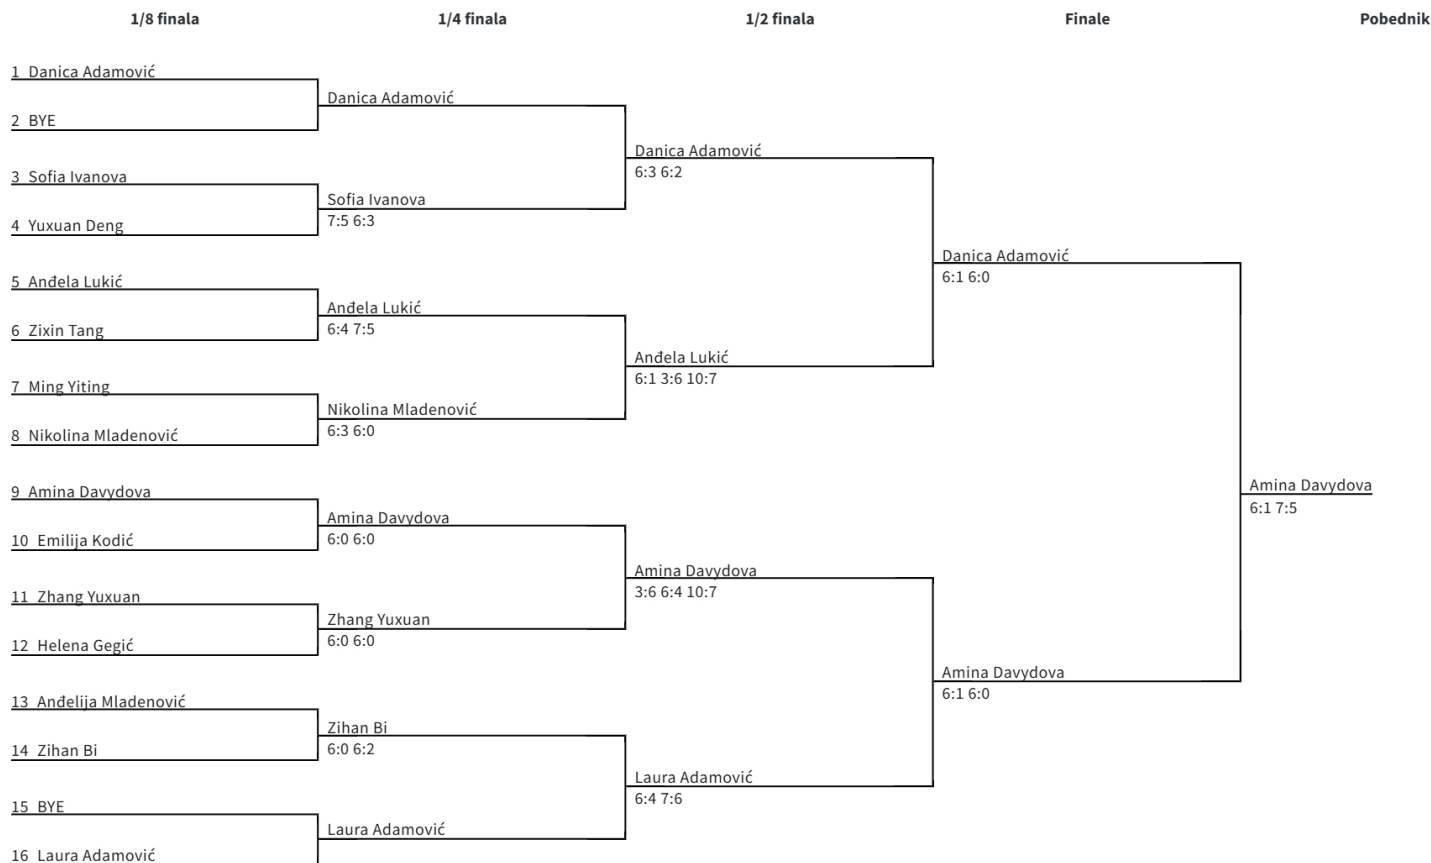 1/8 finala
1/4 finala
1/2 finala
Finale
Pobednik
1 Danica Adamović
2 BYE
3 Sofia Ivanova
4 Yuxuan Deng
5 Anđela Lukić
6 Zixin Tang
7 Ming Yiting
8 Nikolina Mladenović
9 Amina Davydova
10 Emilija Kodić
11 Zhang Yuxuan
12 Helena Gegić
13 Anđelija Mladenović
14 Zihan Bi
15 BYE
16 Laura Adamović
Danica Adamović
Sofia Ivanova
7:5 6:3
Anđela Lukić
6:4 7:5
Nikolina Mladenović
6:3 6:0
Amina Davydova
6:0 6:0
Zhang Yuxuan
6:0 6:0
Zihan Bi
6:0 6:2
Laura Adamović
Danica Adamović
6:3 6:2
Anđela Lukić
6:1 3:6 10:7
Amina Davydova
3:6 6:4 10:7
Laura Adamović
6:4 7:6
Danica Adamović
6:1 6:0
Amina Davydova
6:1 6:0
Amina Davydova
6:1 7:5